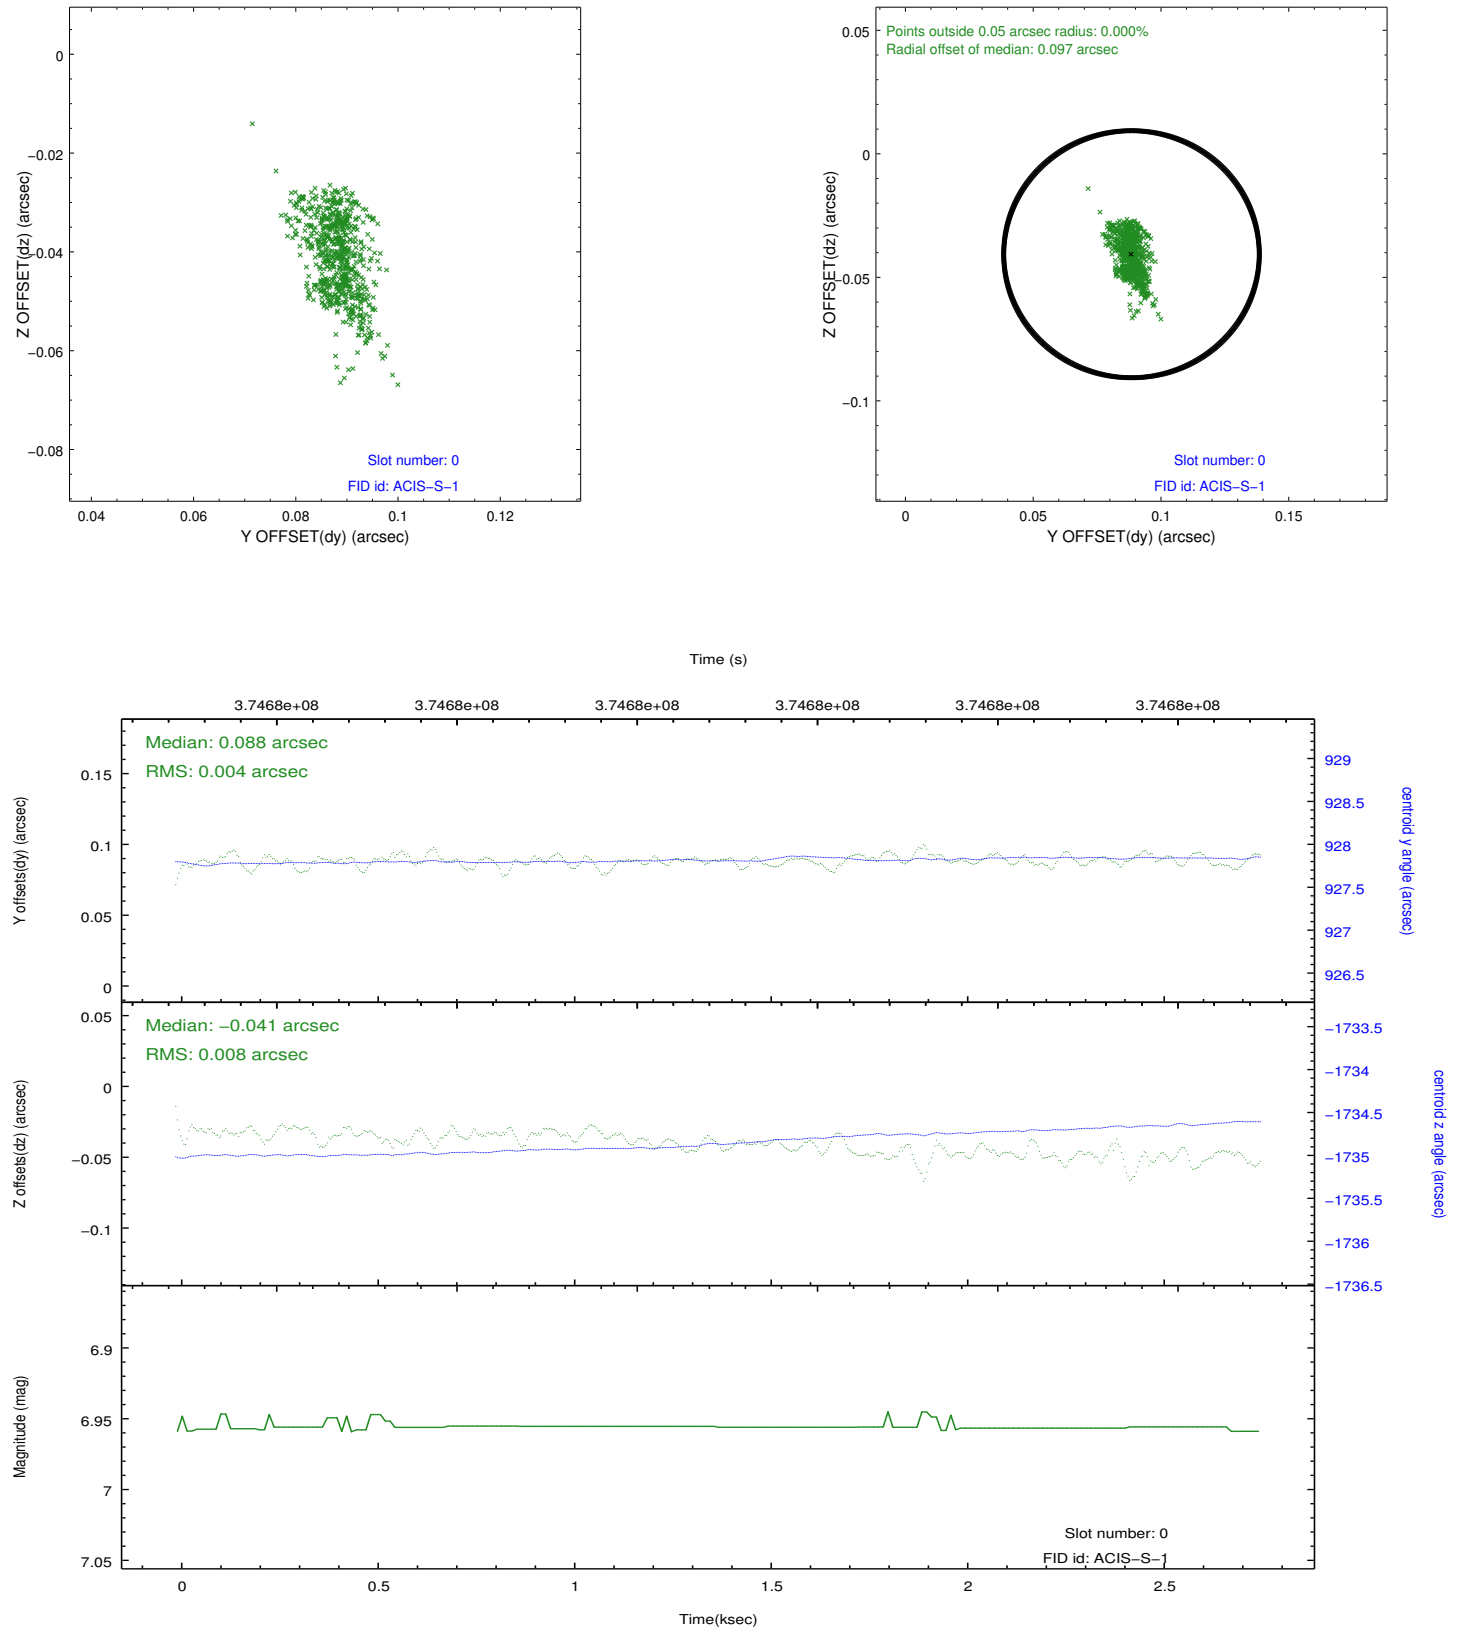 0
−0.02
−0.04
−0.06
−0.08
Z OFFSET(dz) (arcsec)
0.04 0.06 0.08 0.1 0.12
Y OFFSET(dy) (arcsec)
Slot number: 0
FID id: ACIS−S−1
Points outside 0.05 arcsec radius: 0.000%
Radial offset of median: 0.097 arcsec
0.05
0
−0.05
−0.1
Z OFFSET(dz) (arcsec)
Slot number: 0
FID id: ACIS−S−1
0 0.05 0.1 0.15
Y OFFSET(dy) (arcsec)
Time (s)
3.7468e+08 3.7468e+08 3.7468e+08 3.7468e+08 3.7468e+08 3.7468e+08
Median: 0.088 arcsec
RMS: 0.004 arcsec
0.15
0.1
0.05
0
Y offsets(dy) (arcsec)
929
928.5
928
927.5
927
926.5
centroid y angle (arcsec)
Median: −0.041 arcsec
RMS: 0.008 arcsec
0.05
0
−0.05
−0.1
Z offsets(dz) (arcsec)
−1733.5
−1734
−1734.5
−1735
−1735.5
−1736
−1736.5
centroid z angle (arcsec)
6.9
6.95
7
7.05
Magnitude (mag)
Slot number: 0
FID id: ACIS−S−1
0 0.5 1 1.5 2 2.5
Time(ksec)